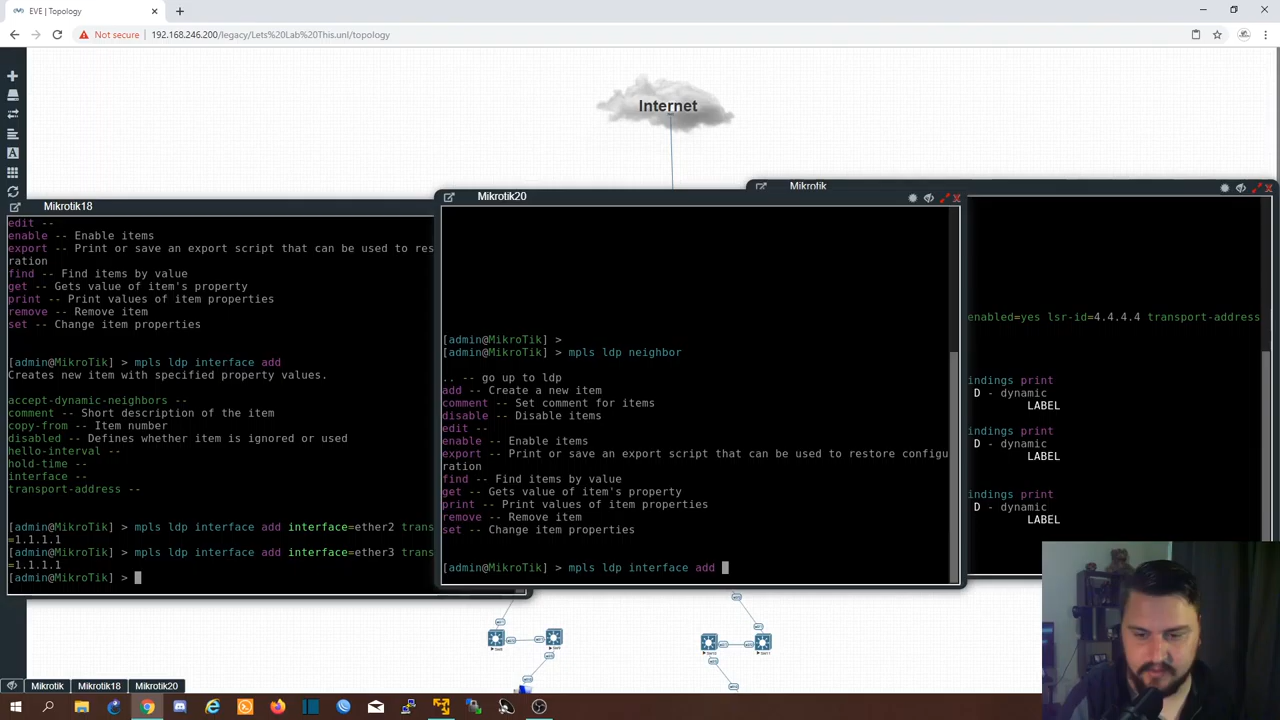 EVE | Topology
Not secure
192.168.246.200/legacy/Lets%20Lab%20This.unl/topology
Internet
Mikrotik18
edit --
enable -- Enable items
export -- Print or save an export script that can be used to res
ration
find -- Find items by value
get -- Gets value of item's property
print -- Print values of item properties
remove -- Remove item
set -- Change item properties
[admin@MikroTik] > mpls ldp interface add
Creates new item with specified property values.
accept-dynamic-neighbors --
comment -- Short description of the item
copy-from -- Item number
disabled -- Defines whether item is ignored or used
hello-interval --
hold-time --
interface --
transport-address --
[admin@MikroTik] > mpls ldp interface add interface=ether2 trans
=1.1.1.1
[admin@MikroTik] > mpls ldp interface add interface=ether3 trans
=1.1.1.1
[admin@MikroTik] >
Mikrotik20
[admin@MikroTik] >
[admin@MikroTik] > mpls ldp neighbor
.. -- go up to ldp
add -- Create a new item
comment -- Set comment for items
disable -- Disable items
edit --
enable -- Enable items
export -- Print or save an export script that can be used to restore configu
ration
find -- Find items by value
get -- Gets value of item's property
print -- Print values of item properties
remove -- Remove item
set -- Change item properties
[admin@MikroTik] > mpls ldp interface add
Mikrotik
enabled=yes lsr-id=4.4.4.4 transport-address
indings print
D - dynamic
LABEL
indings print
D - dynamic
LABEL
indings print
D - dynamic
LABEL
Mikrotik
Mikrotik18
Mikrotik20